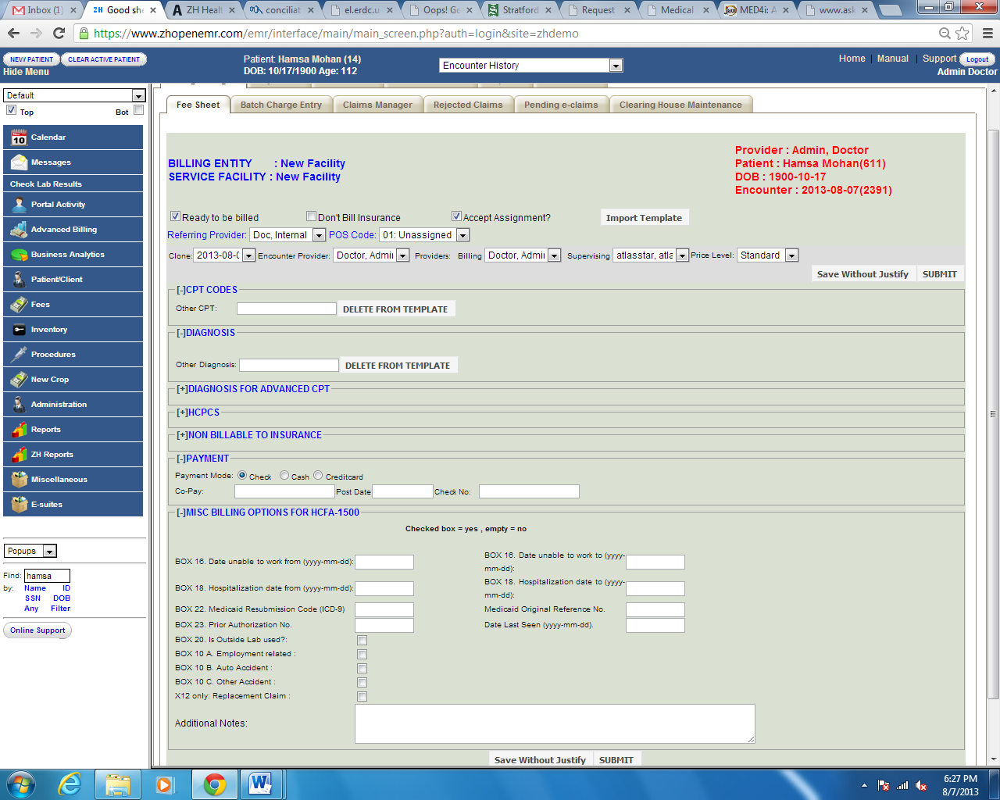 Inbox (1)
Good she
ZH Healt
conciliat
el.erdc.u
Oops! Go
Stratford
Request
Medical
MED4i: A
www.ask
https://www.zhopenemr.com/emr/interface/main/main_screen.php?auth=login&site=zhdemo
NEW PATIENT
CLEAR ACTIVE PATIENT
Hide Menu
Patient: Hamsa Mohan (14)
DOB: 10/17/1900 Age: 112
Encounter History
Home | Manual | Support
Logout
Admin Doctor
Default
Top
Bot
Calendar
Messages
Check Lab Results
Portal Activity
Advanced Billing
Business Analytics
Patient/Client
Fees
Inventory
Procedures
New Crop
Administration
Reports
ZH Reports
Miscellaneous
E-suites
Popups
Find: hamsa
by: Name ID
SSN DOB
Any Filter
Online Support
Fee Sheet
Batch Charge Entry
Claims Manager
Rejected Claims
Pending e-claims
Clearing House Maintenance
BILLING ENTITY : New Facility
SERVICE FACILITY : New Facility
Provider : Admin, Doctor
Patient : Hamsa Mohan(611)
DOB : 1900-10-17
Encounter : 2013-08-07(2391)
Ready to be billed
Don't Bill Insurance
Accept Assignment?
Import Template
Referring Provider: Doc, Internal POS Code: 01: Unassigned
Clone: 2013-08-0 Encounter Provider: Doctor, Admin Providers: Billing Doctor, Admin Supervising atlasstar, atla Price Level: Standard
Save Without Justify SUBMIT
[-]CPT CODES
Other CPT: DELETE FROM TEMPLATE
[-]DIAGNOSIS
Other Diagnosis: DELETE FROM TEMPLATE
[+]DIAGNOSIS FOR ADVANCED CPT
[+]HCPCS
[+]NON BILLABLE TO INSURANCE
[-]PAYMENT
Payment Mode: Check Cash Creditcard
Co-Pay: Post Date Check No:
[-]MISC BILLING OPTIONS FOR HCFA-1500
Checked box = yes , empty = no
BOX 16. Date unable to work from (yyyy-mm-dd):
BOX 16. Date unable to work to (yyyy-
mm-dd):
BOX 18. Hospitalization date from (yyyy-mm-dd):
BOX 18. Hospitalization date to (yyyy-
mm-dd):
BOX 22. Medicaid Resubmission Code (ICD-9)
Medicaid Original Reference No.
BOX 23. Prior Authorization No.
Date Last Seen (yyyy-mm-dd).
BOX 20. Is Outside Lab used?:
BOX 10 A. Employment related :
BOX 10 B. Auto Accident :
BOX 10 C. Other Accident :
X12 only: Replacement Claim :
Additional Notes:
Save Without Justify SUBMIT
6:27 PM
8/7/2013